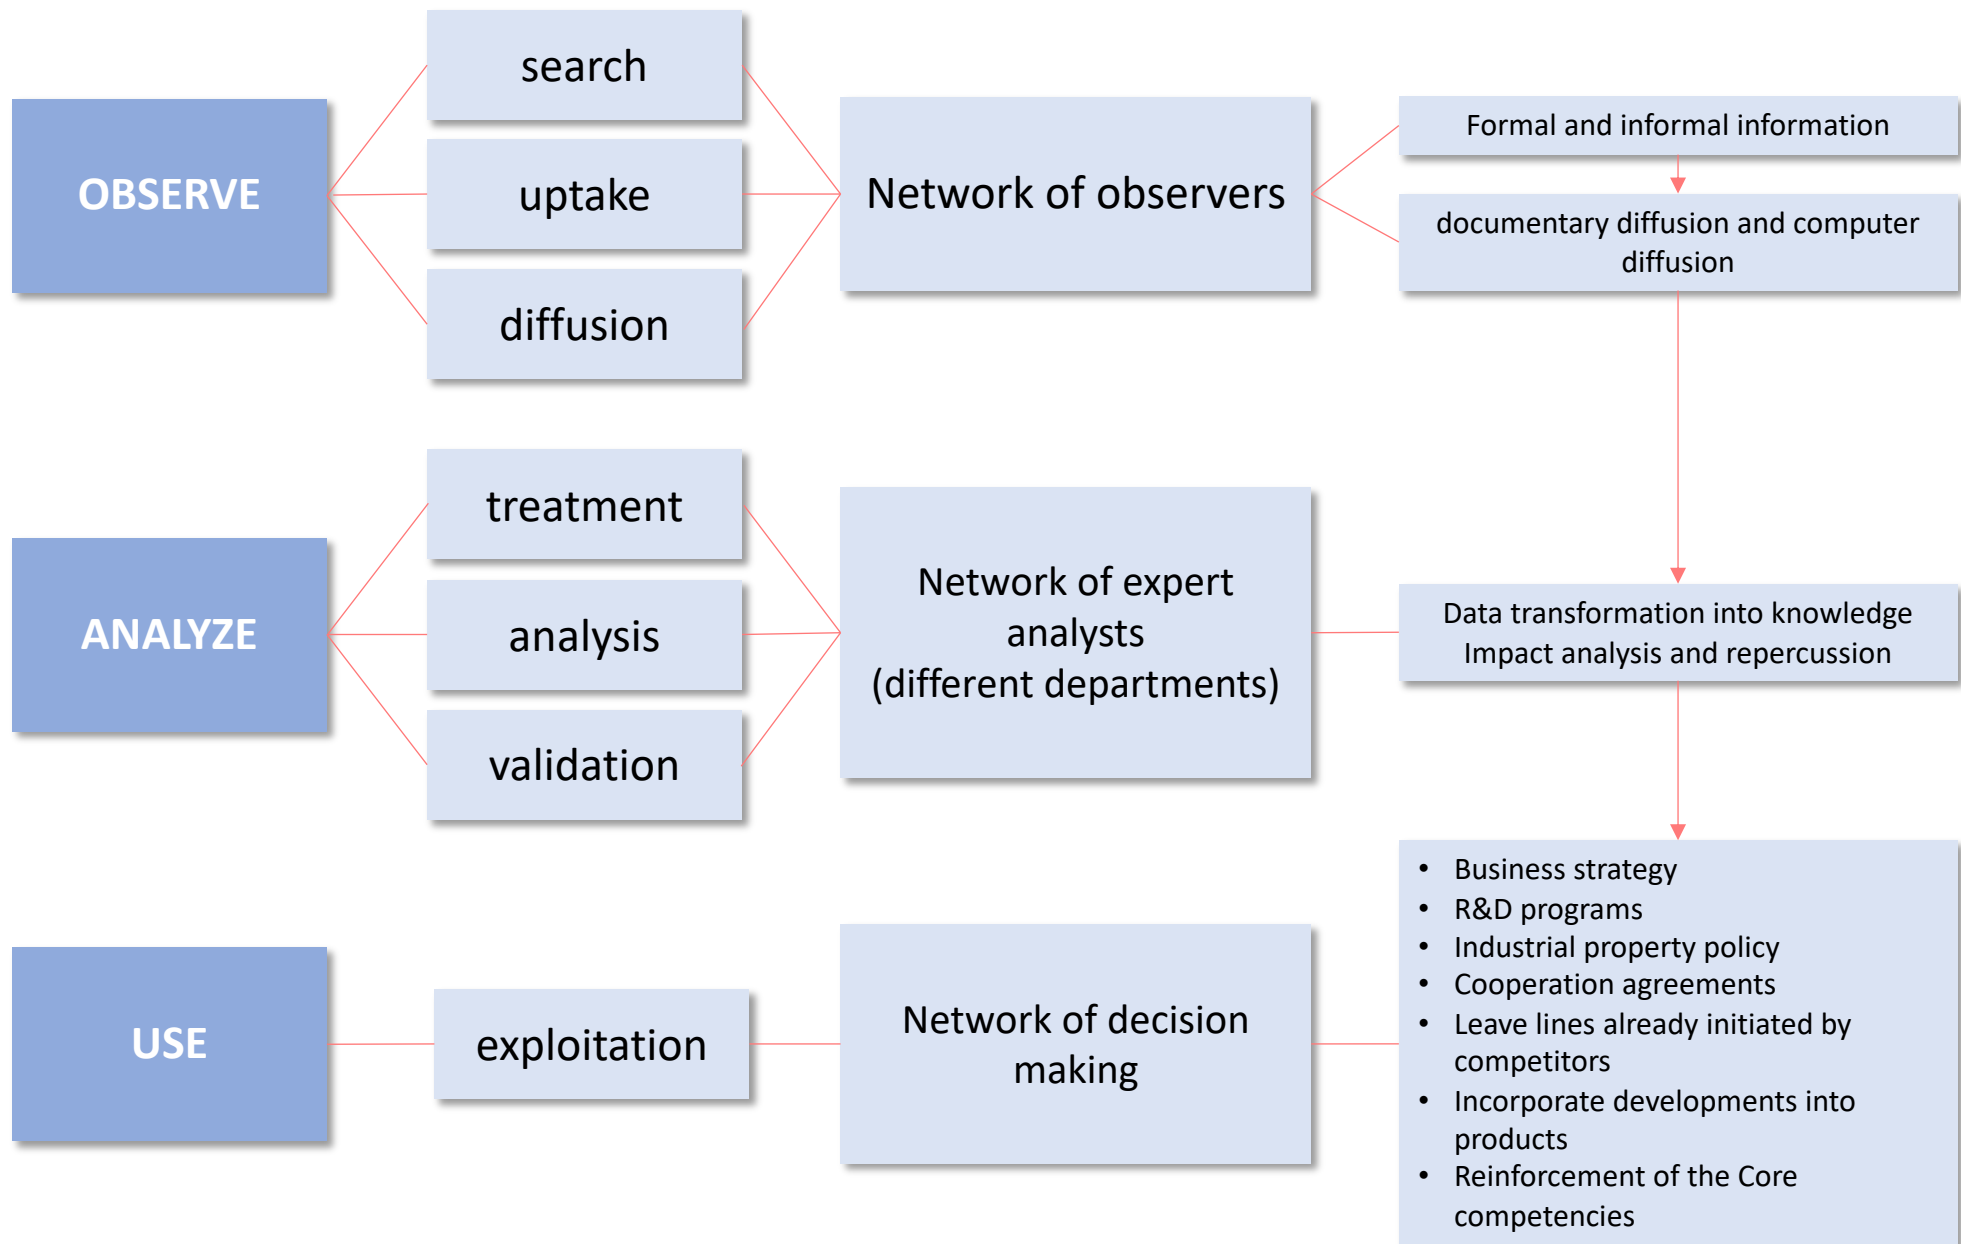 OBSERVE
search
uptake
diffusion
Network of observers
Formal and informal information
documentary diffusion and computer
diffusion
ANALYZE
treatment
analysis
validation
Network of expert
analysts
(different departments)
Data transformation into knowledge
Impact analysis and repercussion
USE
exploitation
Network of decision
making
• Business strategy
• R&D programs
• Industrial property policy
• Cooperation agreements
• Leave lines already initiated by
competitors
• Incorporate developments into
products
• Reinforcement of the Core
competencies